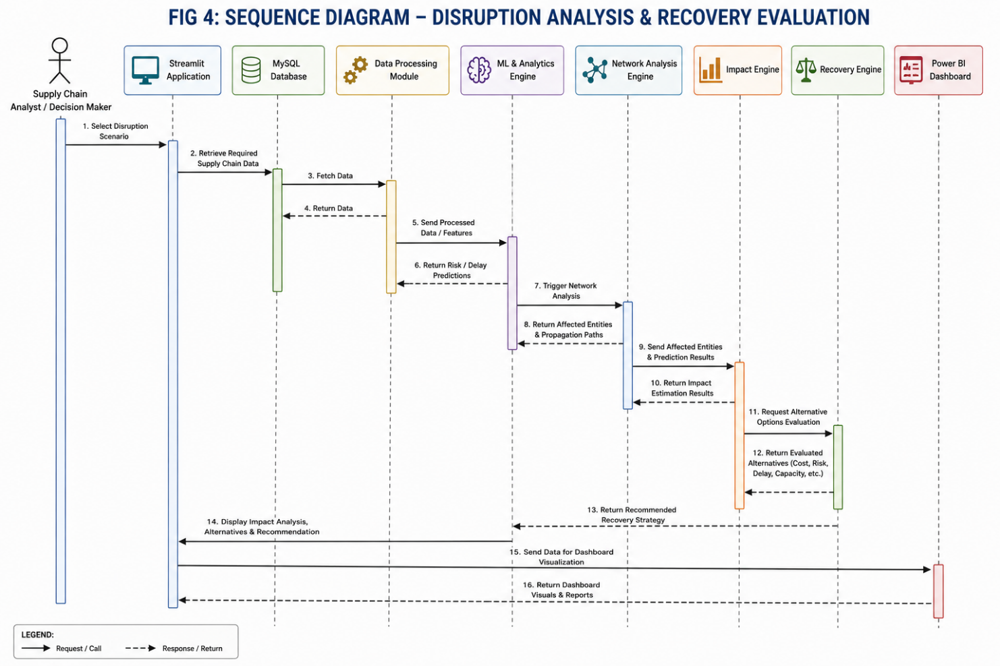 FIG 4: SEQUENCE DIAGRAM – DISRUPTION ANALYSIS & RECOVERY EVALUATION
Supply Chain
Analyst / Decision Maker
Streamlit
Application
MySQL
Database
Data Processing
Module
ML & Analytics
Engine
Network Analysis
Engine
Impact Engine
Recovery Engine
Power BI
Dashboard
1. Select Disruption
Scenario
2. Retrieve Required
Supply Chain Data
3. Fetch Data
4. Return Data
5. Send Processed
Data / Features
6. Return Risk / Delay
Predictions
7. Trigger Network
Analysis
8. Return Affected Entities
& Propagation Paths
9. Send Affected Entities
& Prediction Results
10. Return Impact
Estimation Results
11. Request Alternative
Options Evaluation
12. Return Evaluated
Alternatives (Cost, Risk,
Delay, Capacity, etc.)
13. Return Recommended
Recovery Strategy
14. Display Impact Analysis,
Alternatives & Recommendation
15. Send Data for Dashboard
Visualization
16. Return Dashboard
Visuals & Reports
LEGEND:
Request / Call
Response / Return